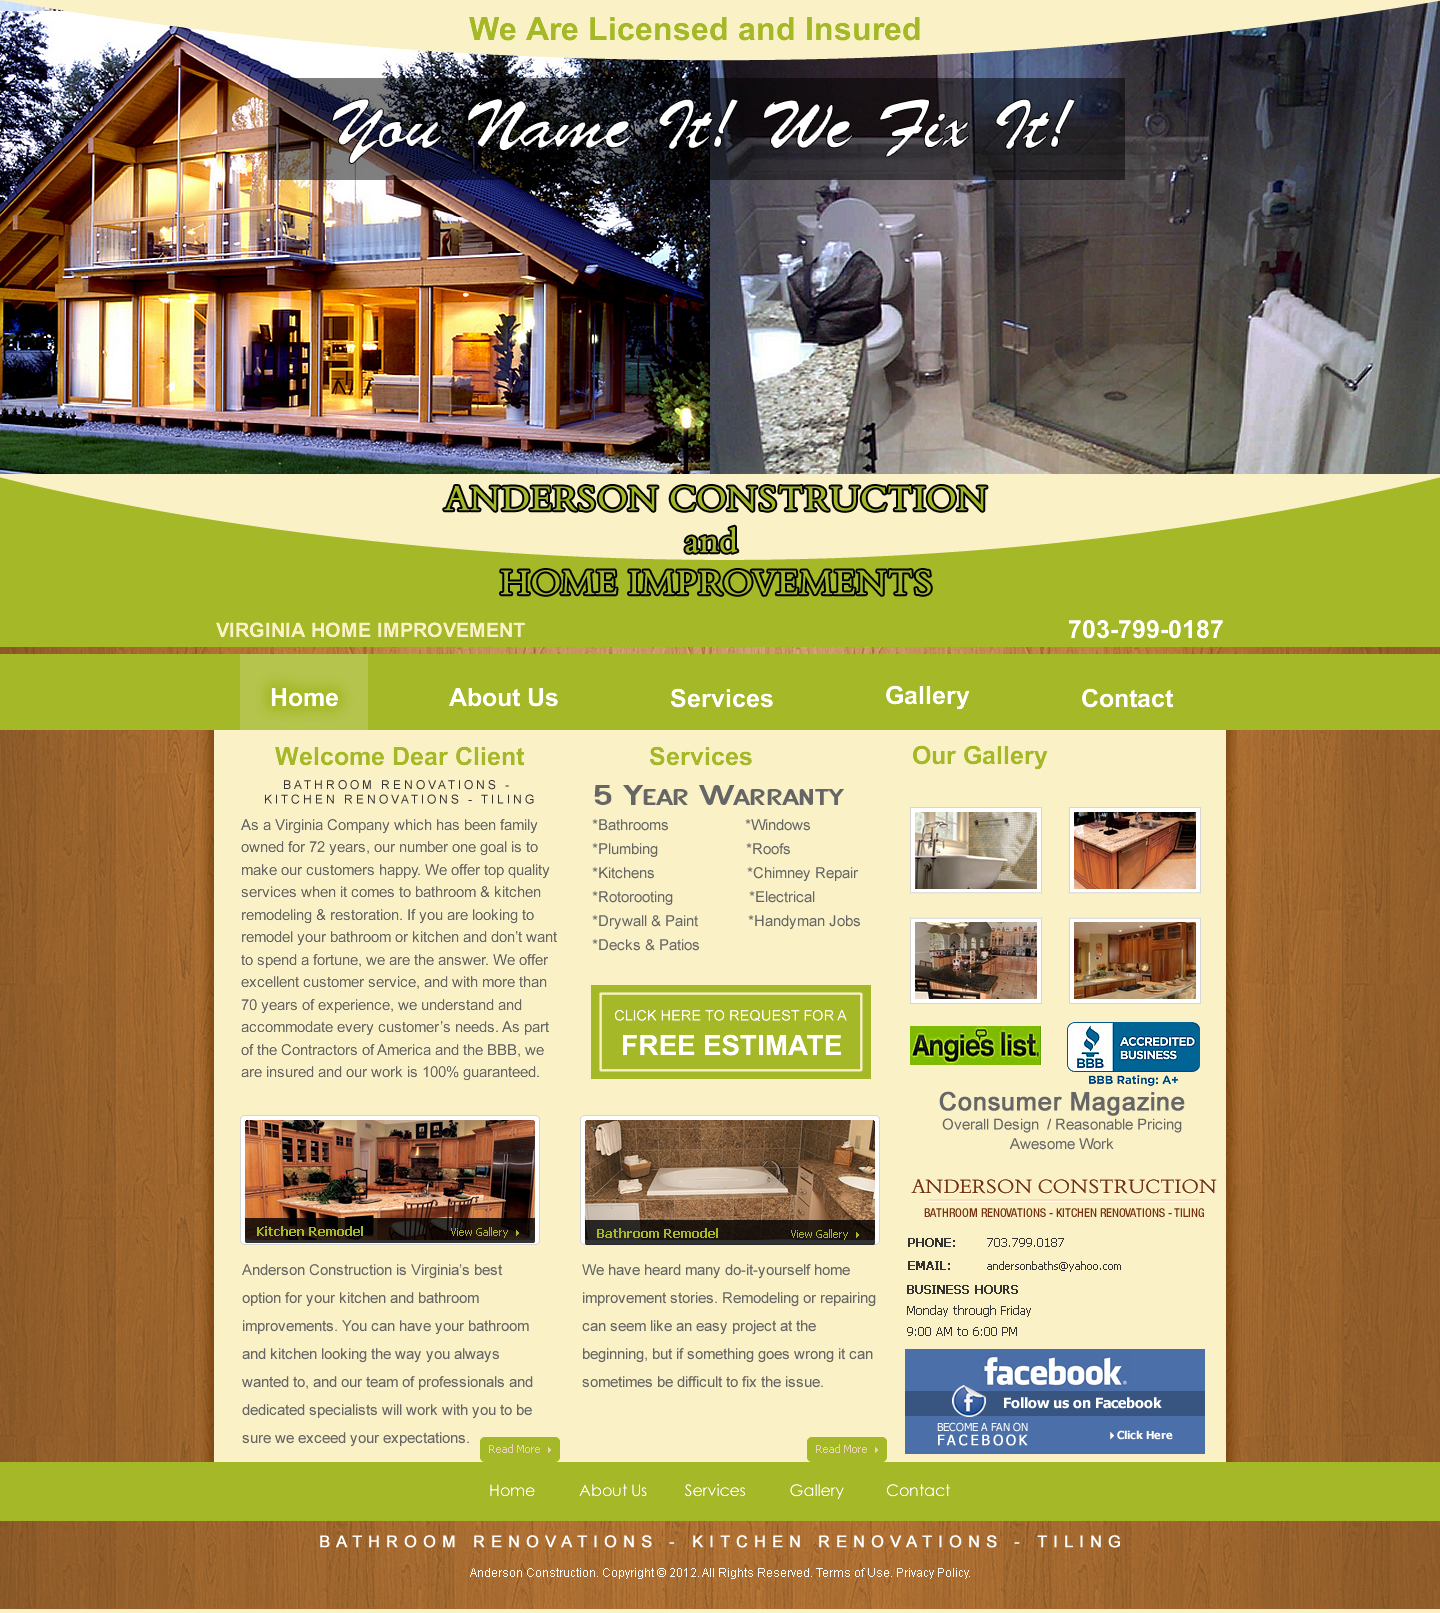 We Are Licensed and Insured
You Name It! We Fix It!
ANDERSON CONSTRUCTION
and
HOME IMPROVEMENTS
VIRGINIA HOME IMPROVEMENT
703-799-0187
Home
About Us
Services
Gallery
Contact
Welcome Dear Client
BATHROOM RENOVATIONS -
KITCHEN RENOVATIONS - TILING
As a Virginia Company which has been family
owned for 72 years, our number one goal is to
make our customers happy. We offer top quality
services when it comes to bathroom & kitchen
remodeling & restoration. If you are looking to
remodel your bathroom or kitchen and don't want
to spend a fortune, we are the answer. We offer
excellent customer service, and with more than
70 years of experience, we understand and
accommodate every customer's needs. As part
of the Contractors of America and the BBB, we
are insured and our work is 100% guaranteed.
Services
5 YEAR WARRANTY
*Bathrooms
*Plumbing
*Kitchens
*Rotorooting
*Drywall & Paint
*Decks & Patios
*Windows
*Roofs
*Chimney Repair
*Electrical
*Handyman Jobs
CLICK HERE TO REQUEST FOR A
FREE ESTIMATE
Our Gallery
Angie's list.
BBB
ACCREDITED
BUSINESS
BBB Rating: A+
Consumer Magazine
Overall Design / Reasonable Pricing
Awesome Work
Kitchen Remodel
View Gallery
Anderson Construction is Virginia's best
option for your kitchen and bathroom
improvements. You can have your bathroom
and kitchen looking the way you always
wanted to, and our team of professionals and
dedicated specialists will work with you to be
sure we exceed your expectations.
Read More
Bathroom Remodel
View Gallery
We have heard many do-it-yourself home
improvement stories. Remodeling or repairing
can seem like an easy project at the
beginning, but if something goes wrong it can
sometimes be difficult to fix the issue.
Read More
ANDERSON CONSTRUCTION
BATHROOM RENOVATIONS - KITCHEN RENOVATIONS - TILING
PHONE: 703.799.0187
EMAIL: andersonbaths@yahoo.com
BUSINESS HOURS
Monday through Friday
9:00 AM to 6:00 PM
facebook.
Follow us on Facebook
BECOME A FAN ON
FACEBOOK
Click Here
Home
About Us
Services
Gallery
Contact
BATHROOM RENOVATIONS - KITCHEN RENOVATIONS - TILING
Anderson Construction. Copyright © 2012. All Rights Reserved. Terms of Use. Privacy Policy.